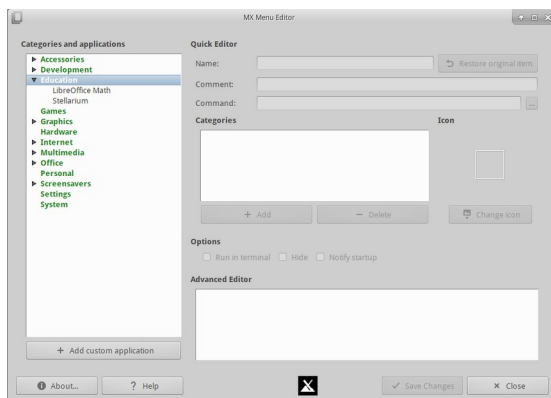 MX Menu Editor
Categories and applications
Accessories
Development
Education
LibreOffice Math
Stellarium
Games
Graphics
Hardware
Internet
Multimedia
Office
Personal
Screensavers
Settings
System
+ Add custom application
Quick Editor
Name:
Restore original item
Comment:
Command:
...
Categories
Icon
+ Add
− Delete
Change icon
Options
Run in terminal
Hide
Notify startup
Advanced Editor
About...
? Help
Save Changes
Close